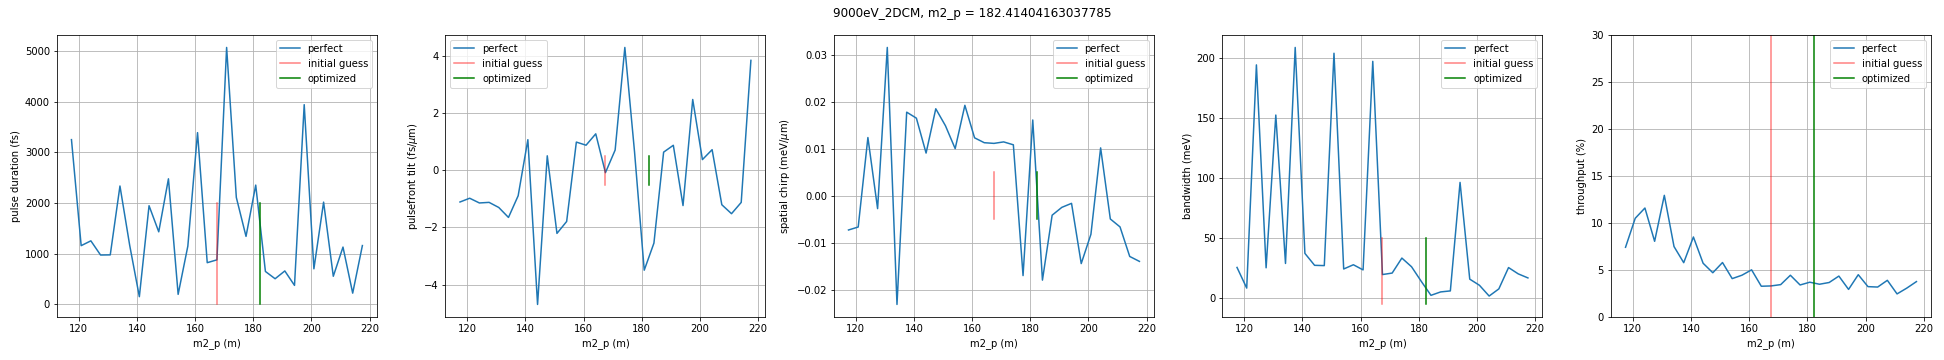 9000eV_2DCM, m2_p = 182.41404163037785
pulse duration (fs)
5000
4000
3000
2000
1000
0
120 140 160 180 200 220
m2_p (m)
perfect
initial guess
optimized
pulsefront tiltt (fs/μm)
4
2
0
−2
−4
120 140 160 180 200 220
m2_p (m)
perfect
initial guess
optimized
spatial chirp (meV/μm)
0.03
0.02
0.01
0.00
−0.01
−0.02
120 140 160 180 200 220
m2_p (m)
perfect
initial guess
optimized
bandwidth (meV)
200
150
100
50
0
120 140 160 180 200 220
m2_p (m)
perfect
initial guess
optimized
throughput (%)
30
25
20
15
10
5
0
120 140 160 180 200 220
m2_p (m)
perfect
initial guess
optimized